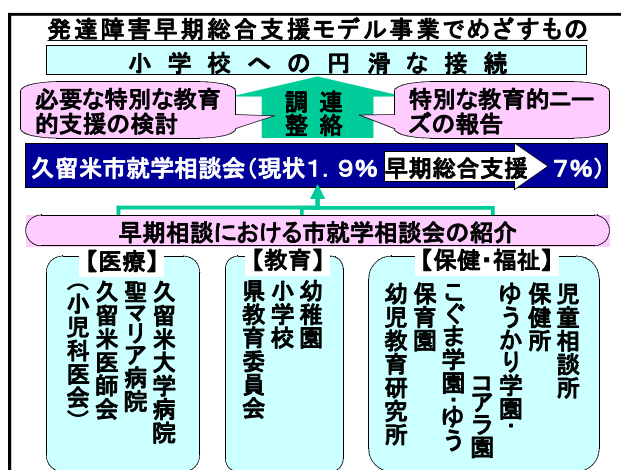 発達障害早期総合支援モデル事業でめざすもの
小学校への円滑な接続
必要な特別な教育
的支援の検討
連絡
調整
特別な教育的ニー
ズの報告
久留米市就学相談会(現状1.9% 早期総合支援 7%)
早期相談における市就学相談会の紹介
【医療】
久留米大学病院
聖マリア病院
久留米医師会
(小児科医会)
【教育】
幼稚園
小学校
県教育委員会
【保健・福祉】
児童相談所
保健所
ゆうかり学園・
コアラ園
こぐま学園・ゆう
保育園
幼児教育研究所